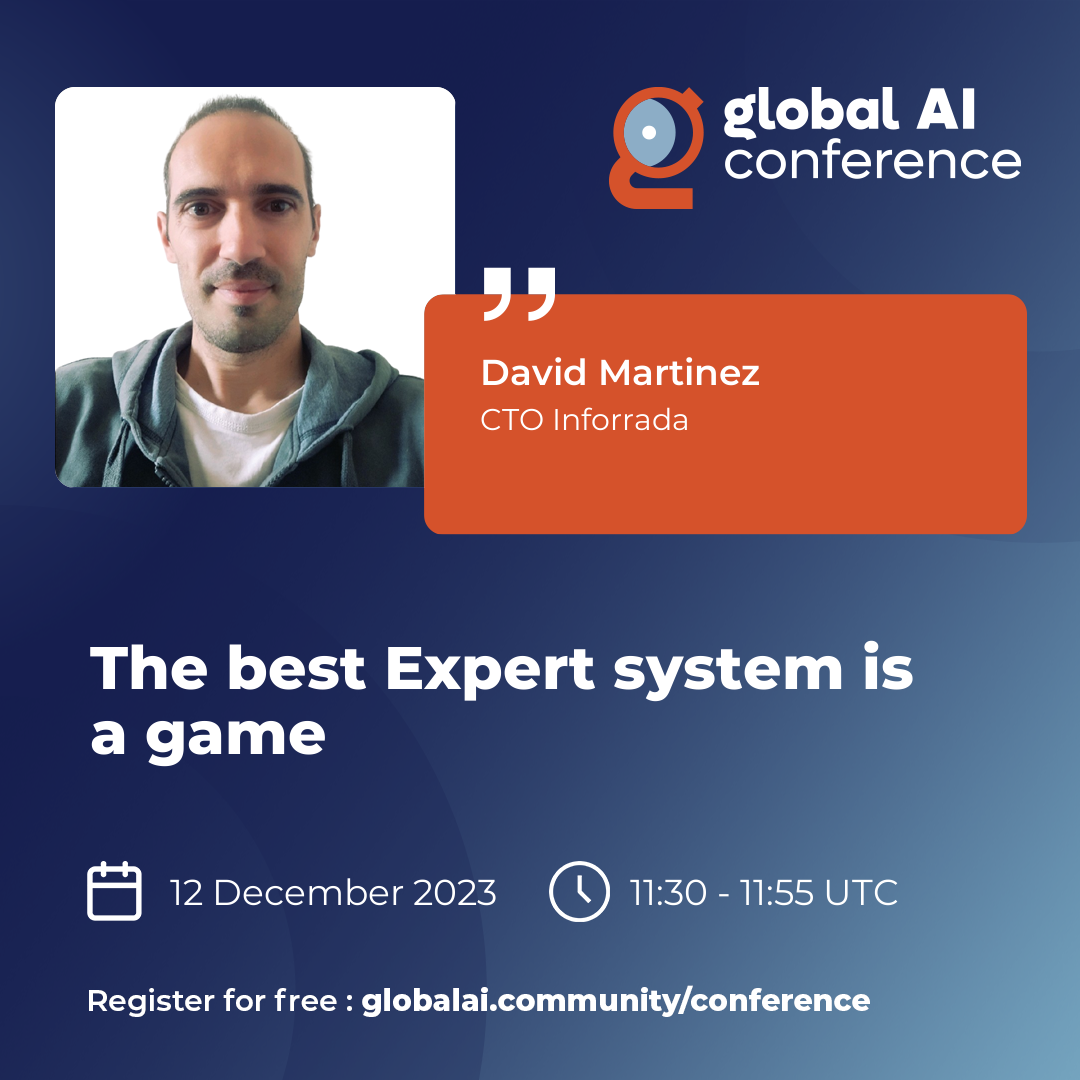 global AI
conference
David Martinez
CTO Inforrada
The best Expert system is
a game
12 December 2023
11:30 - 11:55 UTC
Register for free : globalai.community/conference